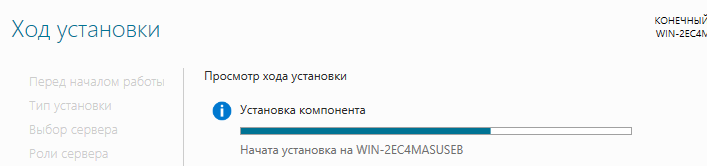 Ход установки
КОНЕЧНЫЙ
WIN-2EC4M
Перед началом работы
Тип установки
Выбор сервера
Роли сервера
Просмотр хода установки
Установка компонента
Начата установка на WIN-2EC4MASUSEB